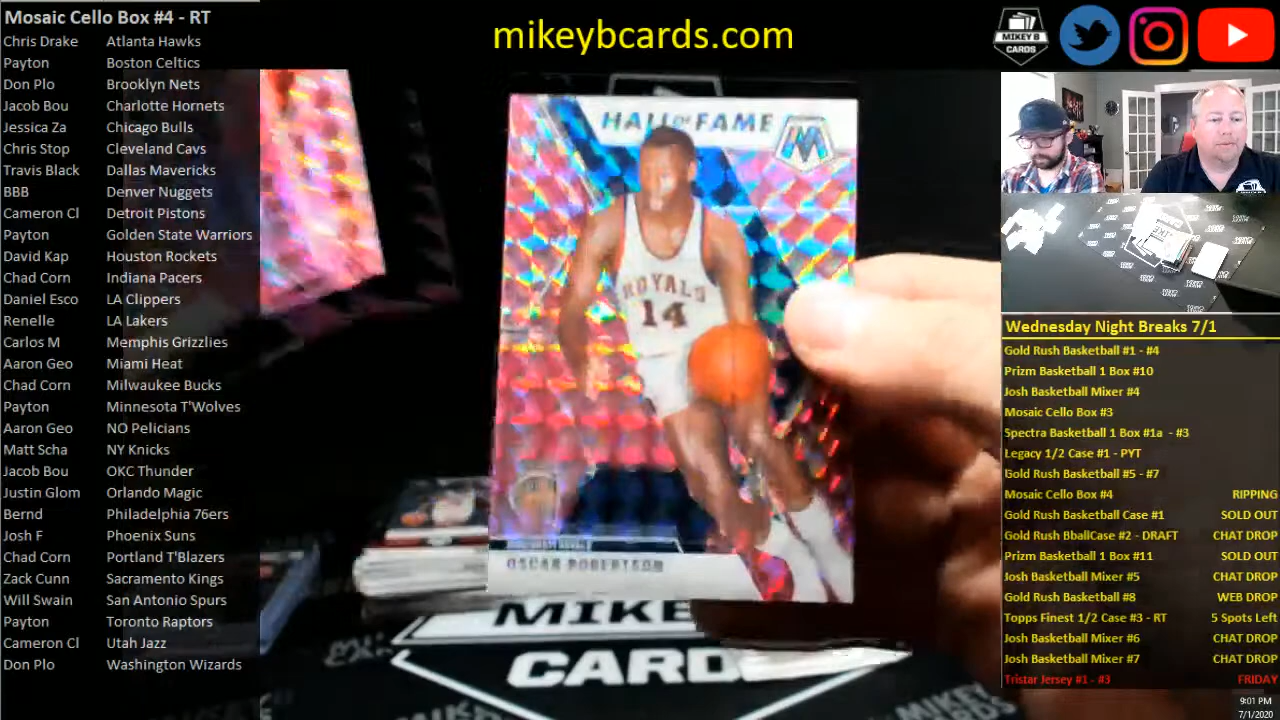 Mosaic Cello Box #4 - RT
Chris Drake Atlanta Hawks
Payton Boston Celtics
Don Plo Brooklyn Nets
Jacob Bou Charlotte Hornets
Jessica Za Chicago Bulls
Chris Stop Cleveland Cavs
Travis Black Dallas Mavericks
BBB Denver Nuggets
Cameron Cl Detroit Pistons
Payton Golden State Warriors
David Kap Houston Rockets
Chad Corn Indiana Pacers
Daniel Esco LA Clippers
Renelle LA Lakers
Carlos M Memphis Grizzlies
Aaron Geo Miami Heat
Chad Corn Milwaukee Bucks
Payton Minnesota T'Wolves
Aaron Geo NO Pelicians
Matt Scha NY Knicks
Jacob Bou OKC Thunder
Justin Glom Orlando Magic
Bernd Philadelphia 76ers
Josh F Phoenix Suns
Chad Corn Portland T'Blazers
Zack Cunn Sacramento Kings
Will Swain San Antonio Spurs
Payton Toronto Raptors
Cameron Cl Utah Jazz
Don Plo Washington Wizards
mikeybcards.com
HALL OF FAME
M
ROYALS
14
OSCAR ROBERTSON
MIKE
CARD
MIKEY B
CARDS
Wednesday Night Breaks 7/1
Gold Rush Basketball #1 - #4
Prizm Basketball 1 Box #10
Josh Basketball Mixer #4
Mosaic Cello Box #3
Spectra Basketball 1 Box #1a - #3
Legacy 1/2 Case #1 - PYT
Gold Rush Basketball #5 - #7
Mosaic Cello Box #4 RIPPING
Gold Rush Basketball Case #1 SOLD OUT
Gold Rush BballCase #2 - DRAFT CHAT DROP
Prizm Basketball 1 Box #11 SOLD OUT
Josh Basketball Mixer #5 CHAT DROP
Gold Rush Basketball #8 WEB DROP
Topps Finest 1/2 Case #3 - RT 5 Spots Left
Josh Basketball Mixer #6 CHAT DROP
Josh Basketball Mixer #7 CHAT DROP
Tristar Jersey #1 - #3 FRIDAY
9:01 PM
7/1/2020